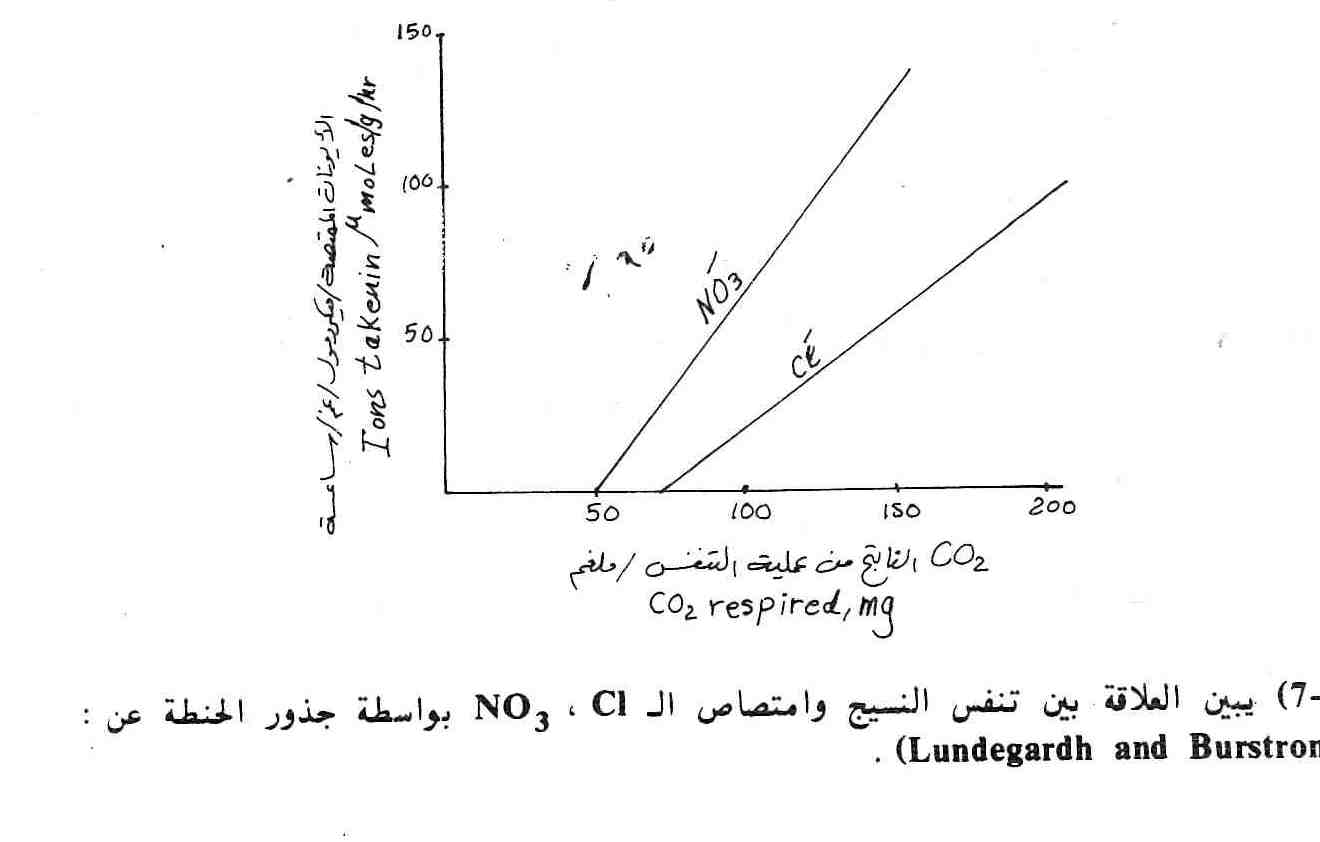 150
100
50
الأيونات الممتصة/ميكرومول/غم/ساعة
Ions takenin/μmoles/g/hr
NO₃⁻
Cl⁻
50 100 150 200
CO₂ الناتج من عملية التنفس/ملغم
CO₂ respired, mg
7-) يبين العلاقة بين تنفس النسيج وامتصاص الـ NO₃ ، Cl بواسطة جذور الحنطة عن :
(Lundegardh and Burstron .